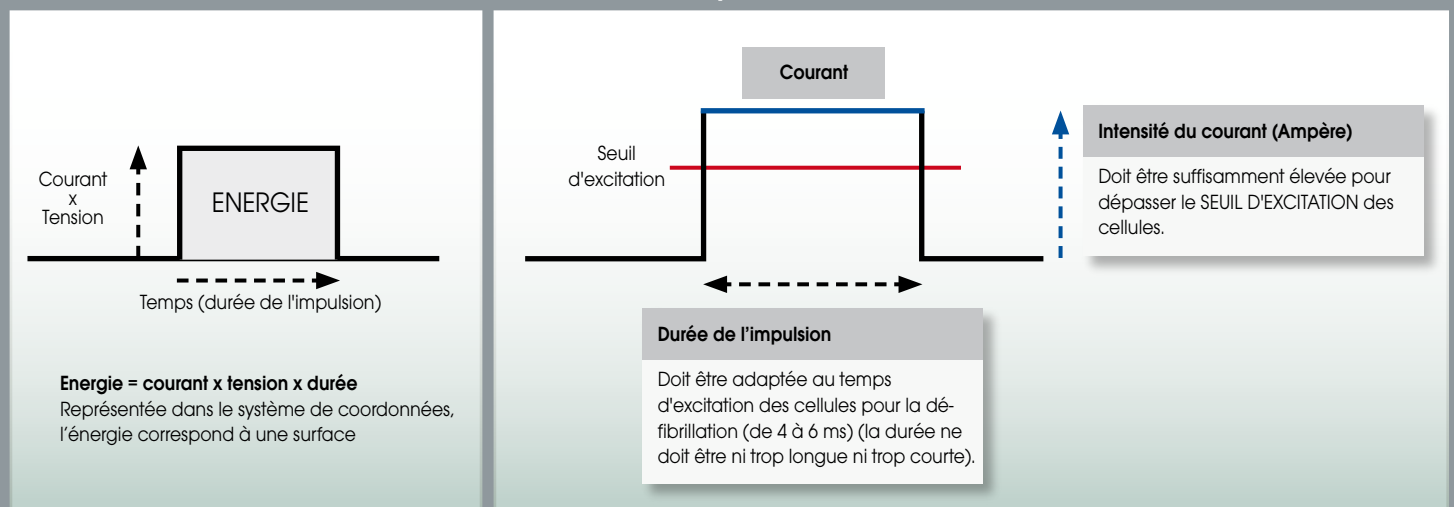 Courant
x
Tension
ENERGIE
Temps (durée de l'impulsion)
Energie = courant x tension x durée
Représentée dans le système de coordonnées,
l'énergie correspond à une surface
Courant
Seuil
d'excitation
Intensité du courant (Ampère)
Doit être suffisamment élevée pour
dépasser le SEUIL D'EXCITATION des
cellules.
Durée de l'impulsion
Doit être adaptée au temps
d'excitation des cellules pour la dé-
fibrillation (de 4 à 6 ms) (la durée ne
doit être ni trop longue ni trop courte).